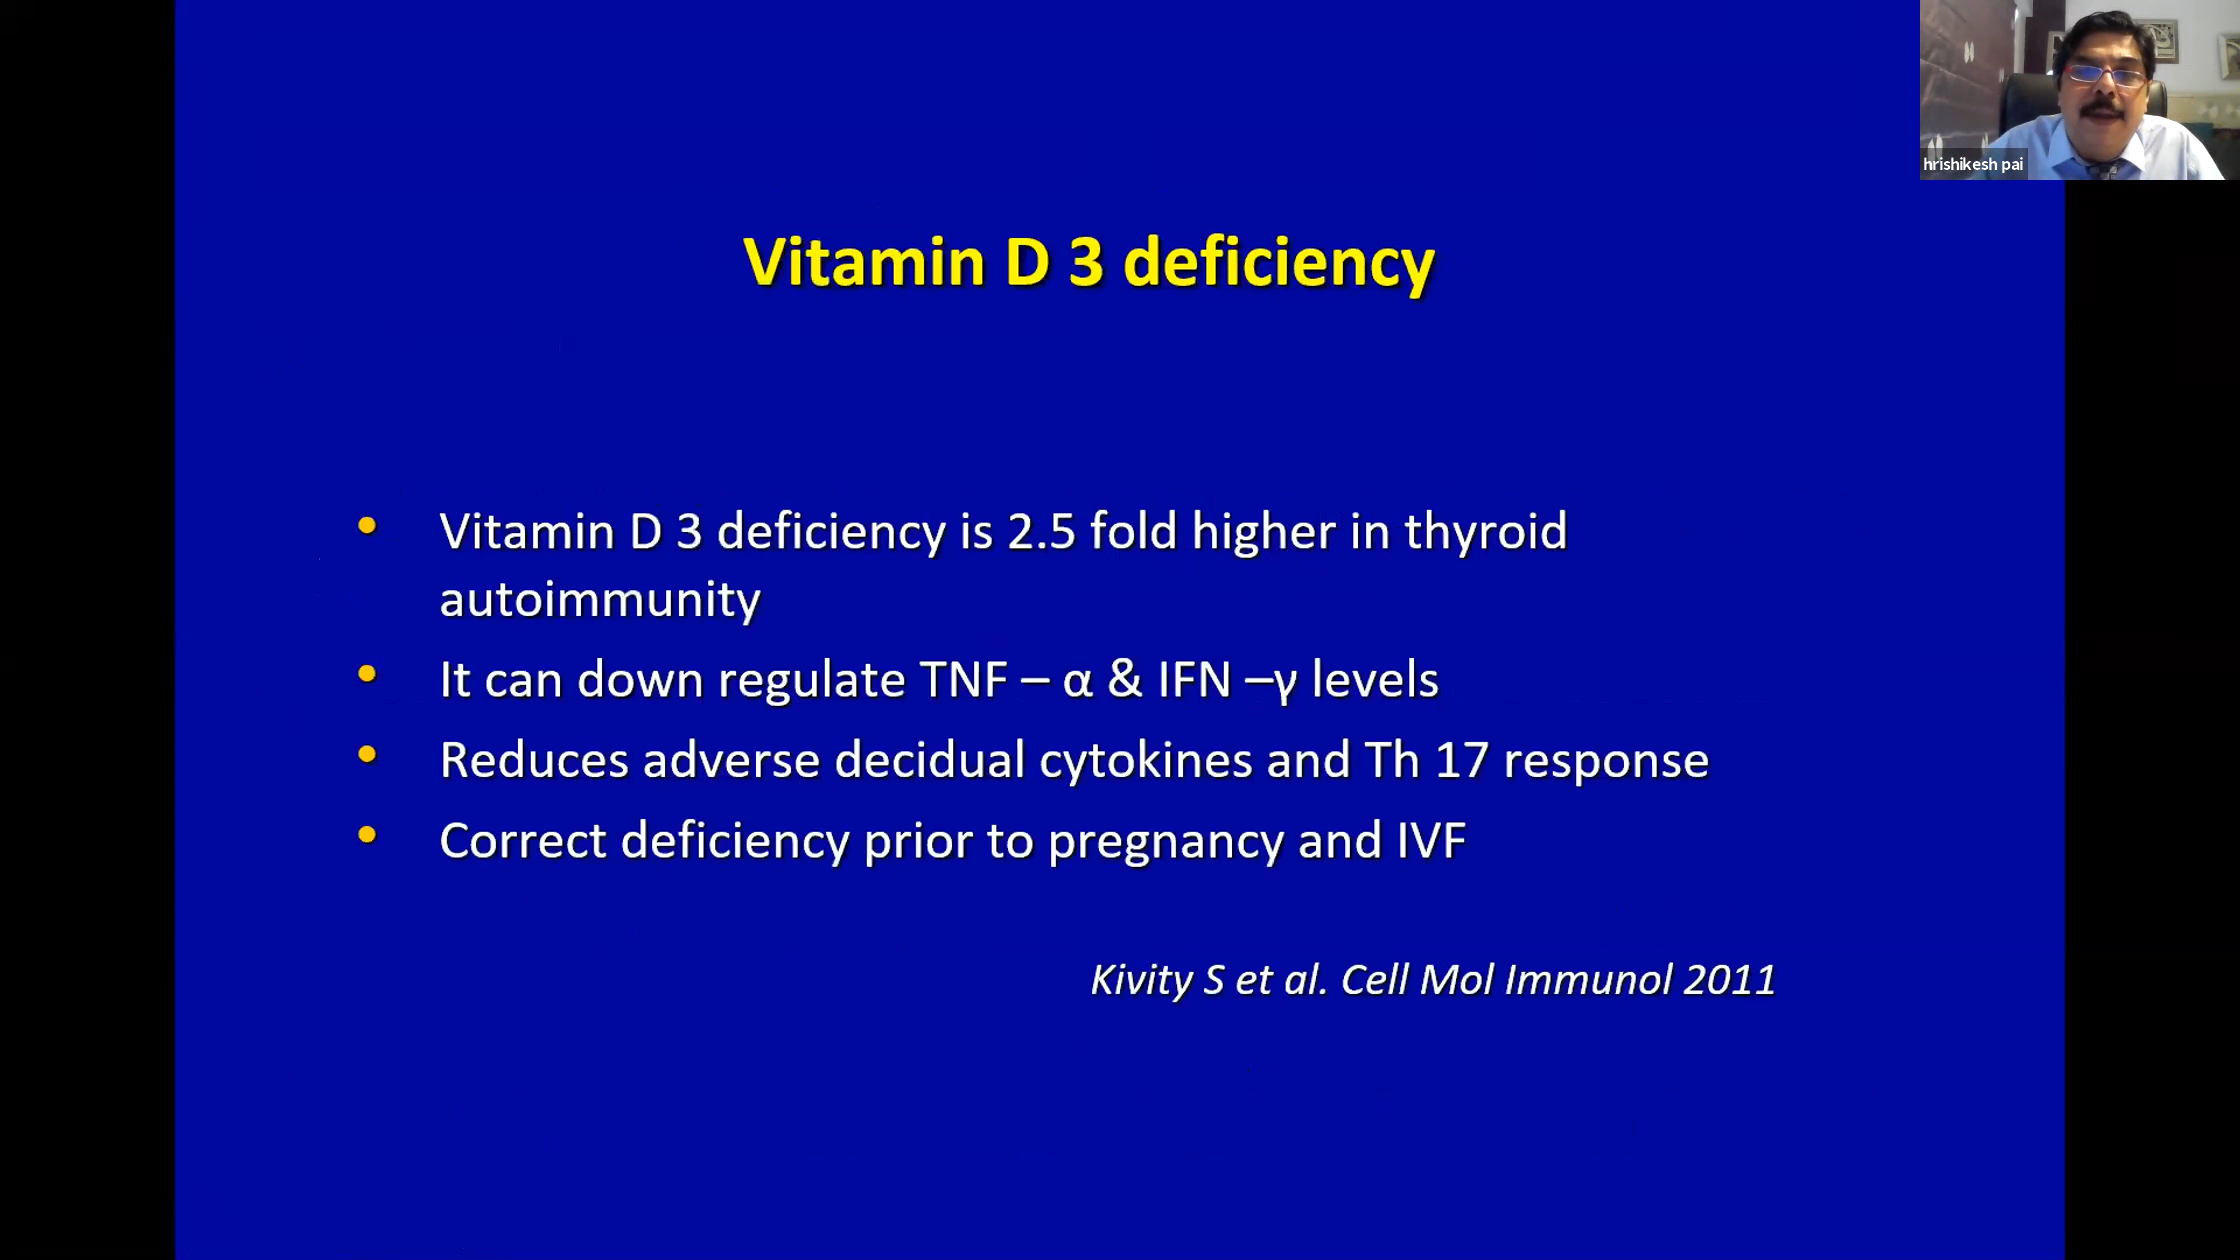 hrishikesh pai
Vitamin D 3 deficiency
• Vitamin D 3 deficiency is 2.5 fold higher in thyroid
autoimmunity
• It can down regulate TNF – α & IFN –γ levels
• Reduces adverse decidual cytokines and Th 17 response
• Correct deficiency prior to pregnancy and IVF
Kivity S et al. Cell Mol Immunol 2011